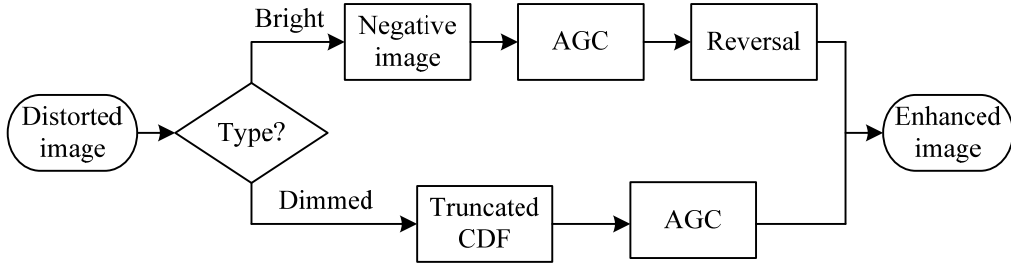 Bright
Negative
image
AGC
Reversal
Distorted
image
Type?
Enhanced
image
Dimmed
Truncated
CDF
AGC